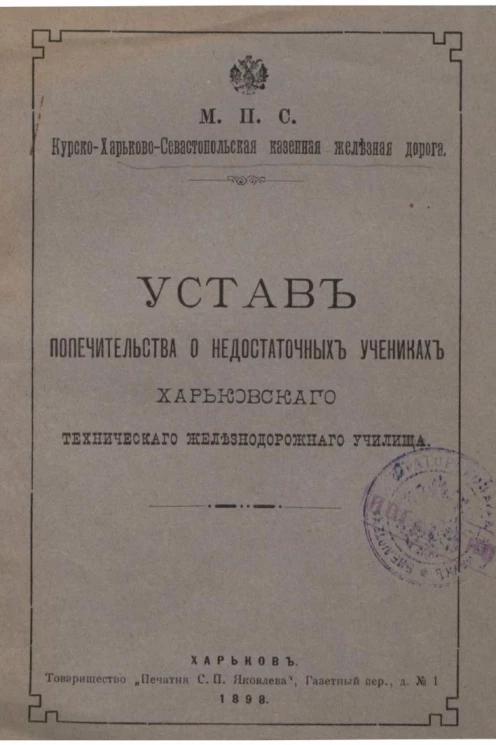 М. П. С.
Курско-Харьково-Севастопольская казенная желѣзная дорога.
УСТАВЪ
ПОПЕЧИТЕЛЬСТВА О НЕДОСТАТОЧНЫХЪ УЧЕНИКАХЪ
ХАРЬКОВСКАГО
ТЕХНИЧЕСКАГО ЖЕЛѢЗНОДОРОЖНАГО УЧИЛИЩА.
ХАРЬКОВЪ.
Товарищество „Печатня С. П. Яковлева“, Газетный пер., д. № 1
1898.